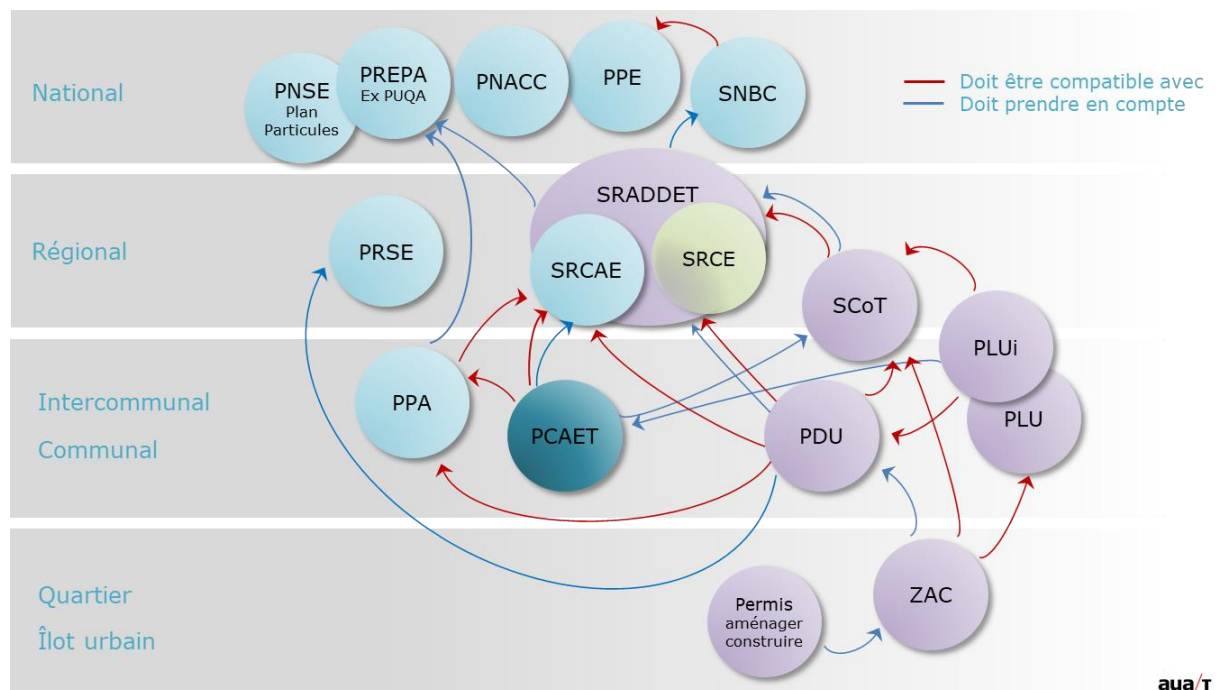 National
PNSE
Plan
Particules
PREPA
Ex PUQA
PNACC
PPE
SNBC
Doit être compatible avec
Doit prendre en compte
Régional
PRSE
SRADDET
SRCAE
SRCE
SCoT
Intercommunal
Communal
PPA
PCAET
PDU
PLUi
PLU
Quartier
Îlot urbain
Permis
aménager
construire
ZAC
aua/T